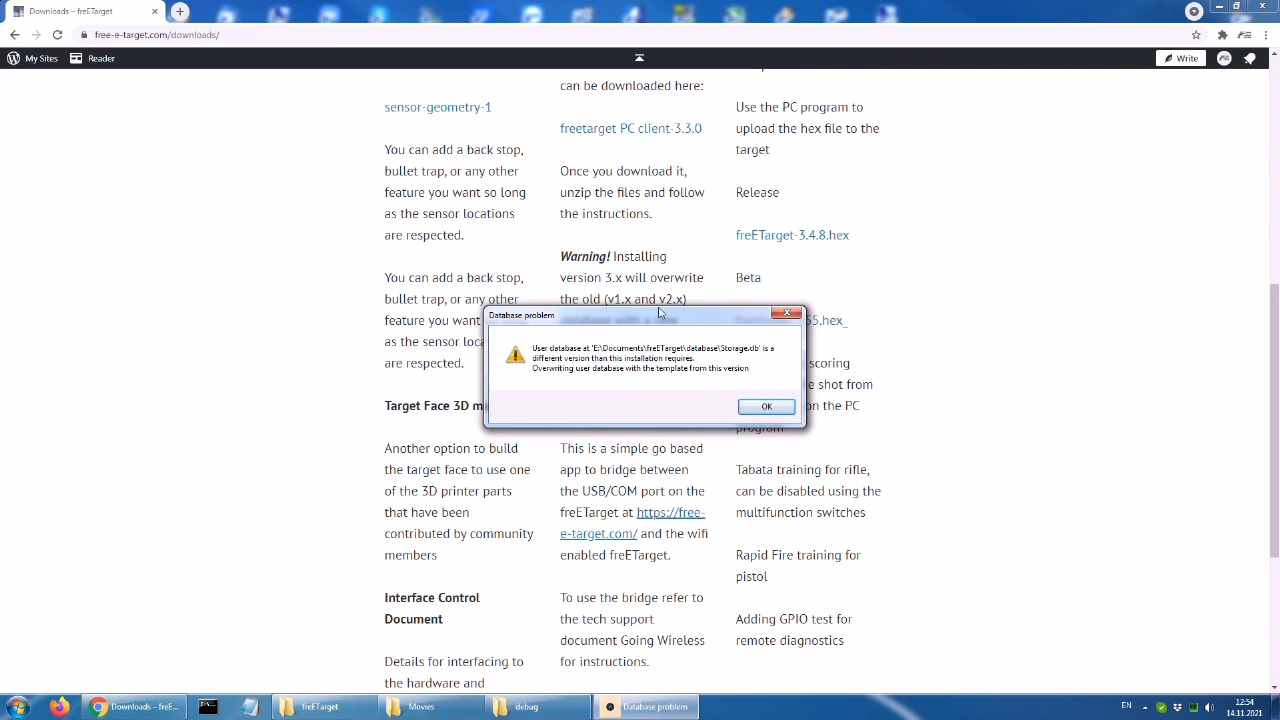 Downloads – freETarget
free-e-target.com/downloads/
My Sites
Reader
Write
sensor-geometry-1
You can add a back stop,
bullet trap, or any other
feature you want so long
as the sensor locations
are respected.
You can add a back stop,
bullet trap, or any other
feature you want
as the sensor
are respected.
Target Face 3D
Another option to build
the target face to use one
of the 3D printer parts
that have been
contributed by community
members
Interface Control
Document
Details for interfacing to
the hardware and
can be downloaded here:
freetarget PC client-3.3.0
Once you download it,
unzip the files and follow
the instructions.
Warning! Installing
version 3.x will overwrite
the old (v1.x and v2.x)
Database problem
User database at 'E:\Documents\freETarget\database\Storage.db' is a
different version than this installation requires.
Overwriting user database with the template from this version
OK
This is a simple go based
app to bridge between
the USB/COM port on the
freETarget at https://free-
e-target.com/ and the wifi
enabled freETarget.
To use the bridge refer to
the tech support
document Going Wireless
for instructions.
Use the PC program to
upload the hex file to the
target
Release
freETarget-3.4.8.hex
Beta
scoring
shot from
on the PC
program
Tabata training for rifle,
can be disabled using the
multifunction switches
Rapid Fire training for
pistol
Adding GPIO test for
remote diagnostics
Downloads – freE...
freETarget
Movies
debug
Database problem
EN
12:54
14.11.2021